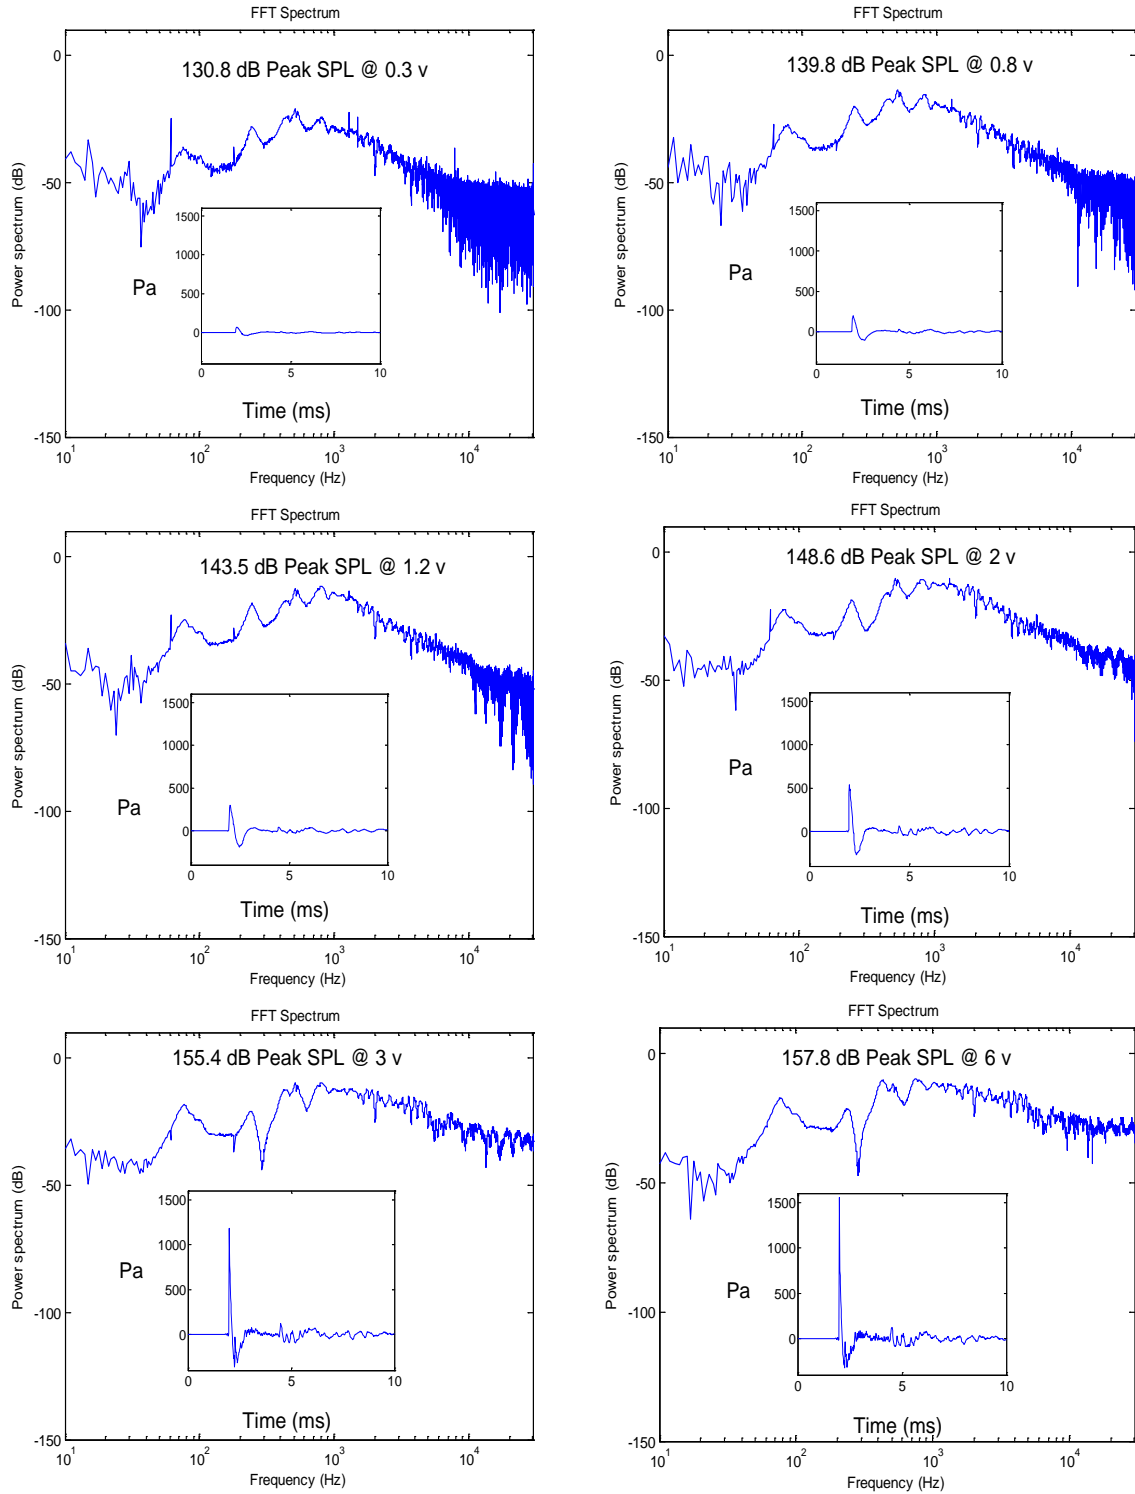 FFT Spectrum
130.8 dB Peak SPL @ 0.3 v
Power spectrum (dB)
0
-50
-100
-150
Pa
1500
1000
500
0
0 5 10
Time (ms)
10^1 10^2 10^3 10^4
Frequency (Hz)
FFT Spectrum
139.8 dB Peak SPL @ 0.8 v
Power spectrum (dB)
0
-50
-100
-150
Pa
1500
1000
500
0
0 5 10
Time (ms)
10^1 10^2 10^3 10^4
Frequency (Hz)
FFT Spectrum
143.5 dB Peak SPL @ 1.2 v
Power spectrum (dB)
0
-50
-100
-150
Pa
1500
1000
500
0
0 5 10
Time (ms)
10^1 10^2 10^3 10^4
Frequency (Hz)
FFT Spectrum
148.6 dB Peak SPL @ 2 v
Power spectrum (dB)
0
-50
-100
-150
Pa
1500
1000
500
0
0 5 10
Time (ms)
10^1 10^2 10^3 10^4
Frequency (Hz)
FFT Spectrum
155.4 dB Peak SPL @ 3 v
Power spectrum (dB)
0
-50
-100
-150
Pa
1500
1000
500
0
0 5 10
Time (ms)
10^1 10^2 10^3 10^4
Frequency (Hz)
FFT Spectrum
157.8 dB Peak SPL @ 6 v
Power spectrum (dB)
0
-50
-100
-150
Pa
1500
1000
500
0
0 5 10
Time (ms)
10^1 10^2 10^3 10^4
Frequency (Hz)